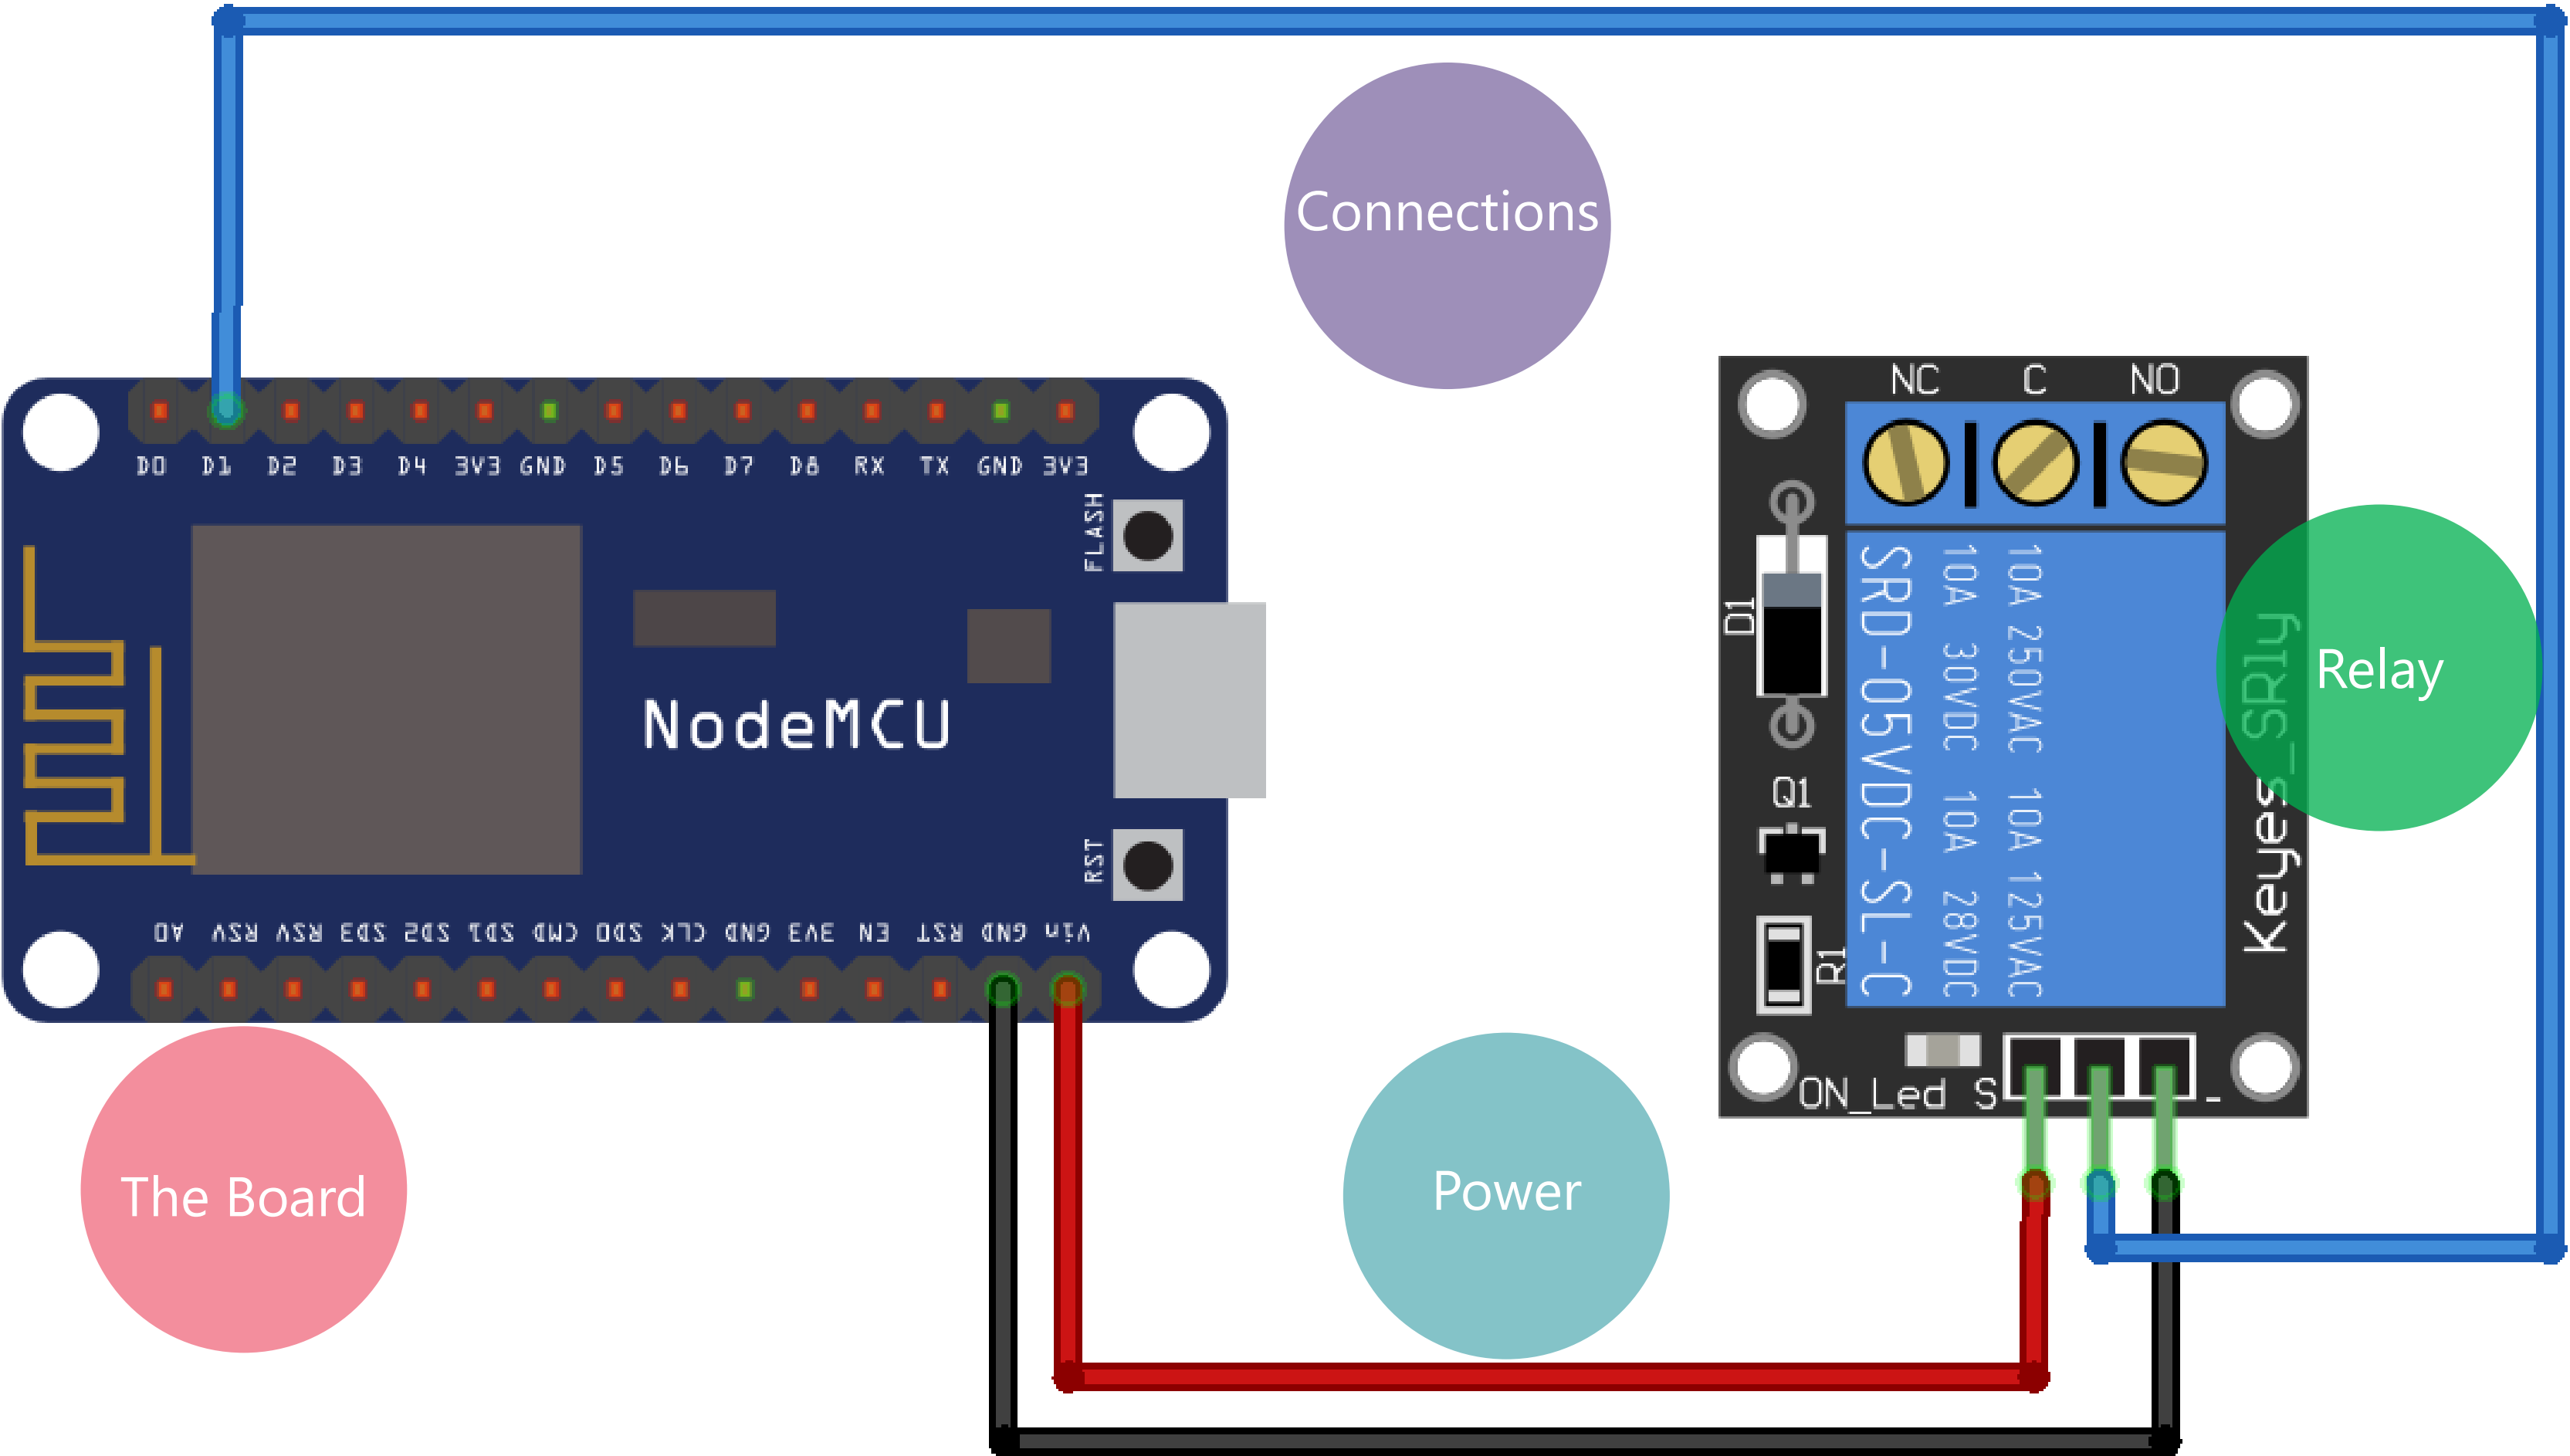 Connections
NC C NO
D0 D1 D2 D3 D4 3V3 GND D5 D6 D7 D8 RX TX GND 3V3
FLASH
NodeMCU
RST
A0 RSV RSV SD3 SD2 SD1 CMD SD0 CLK GND 3V3 EN RST GND Vin
D1
Q1
R1
10A 250VAC 10A 125VAC
10A 30VDC 10A 28VDC
SRD-05VDC-SL-C
Keyes_SRly
Relay
ON_Led S -
The Board
Power